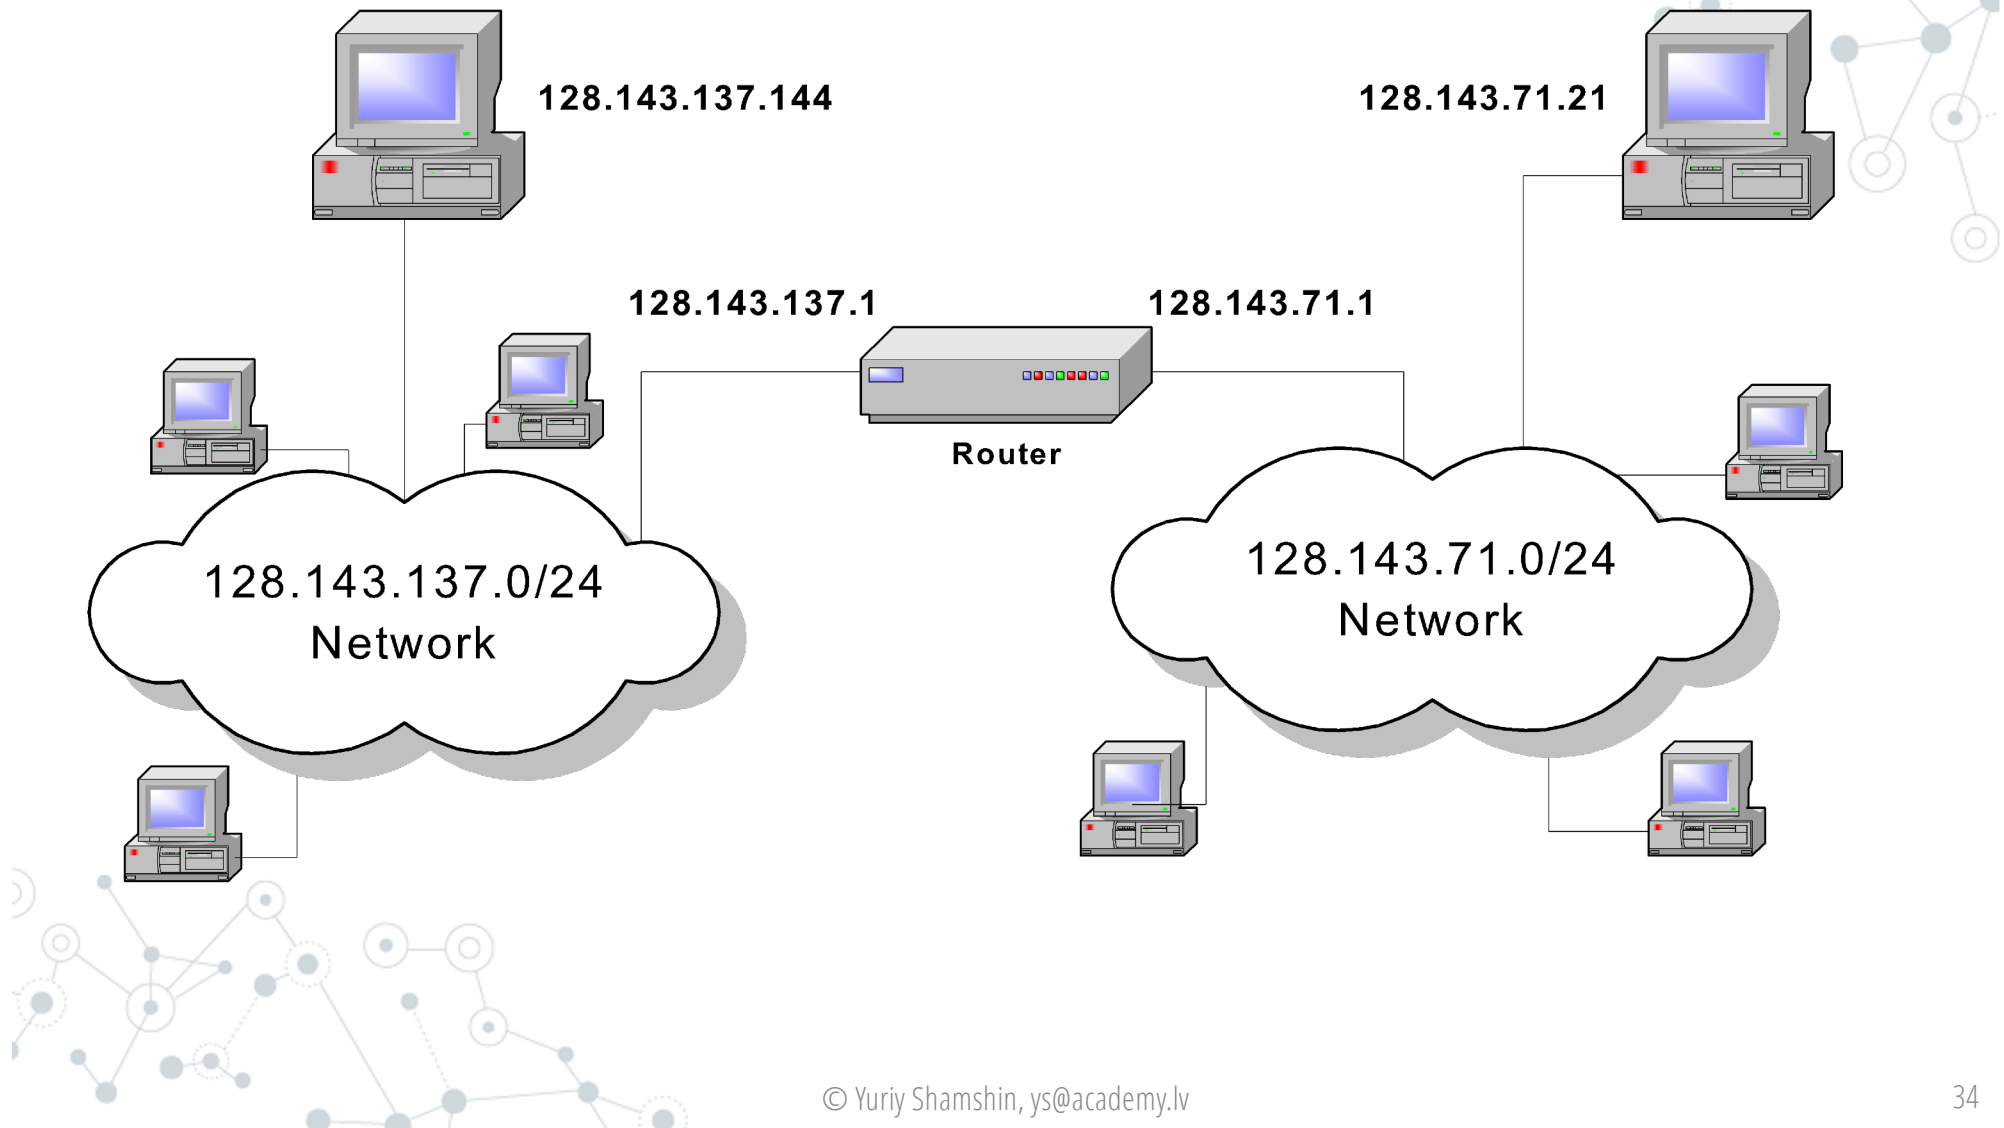 128.143.137.144
128.143.71.21
128.143.137.1
128.143.71.1
Router
128.143.137.0/24
Network
128.143.71.0/24
Network
© Yuriy Shamshin, ys@academy.lv
34